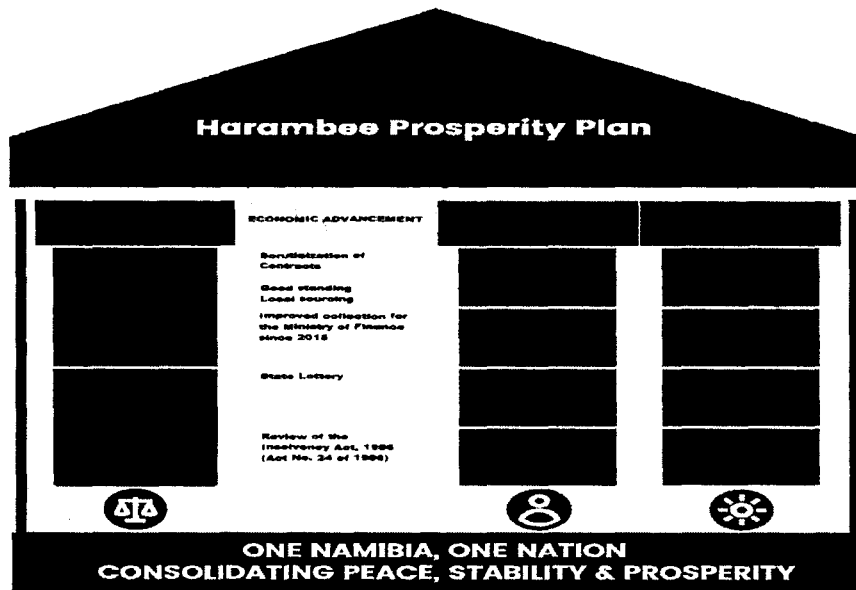 Harambee Prosperity Plan
ECONOMIC ADVANCEMENT
Scrutinization of
Contracts
Good standing
Local sourcing
Improved collection for
the Ministry of Finance
since 2015
State Lottery
Review of the
Insolvency Act, 1936
(Act No. 24 of 1936)
ONE NAMIBIA, ONE NATION
CONSOLIDATING PEACE, STABILITY & PROSPERITY